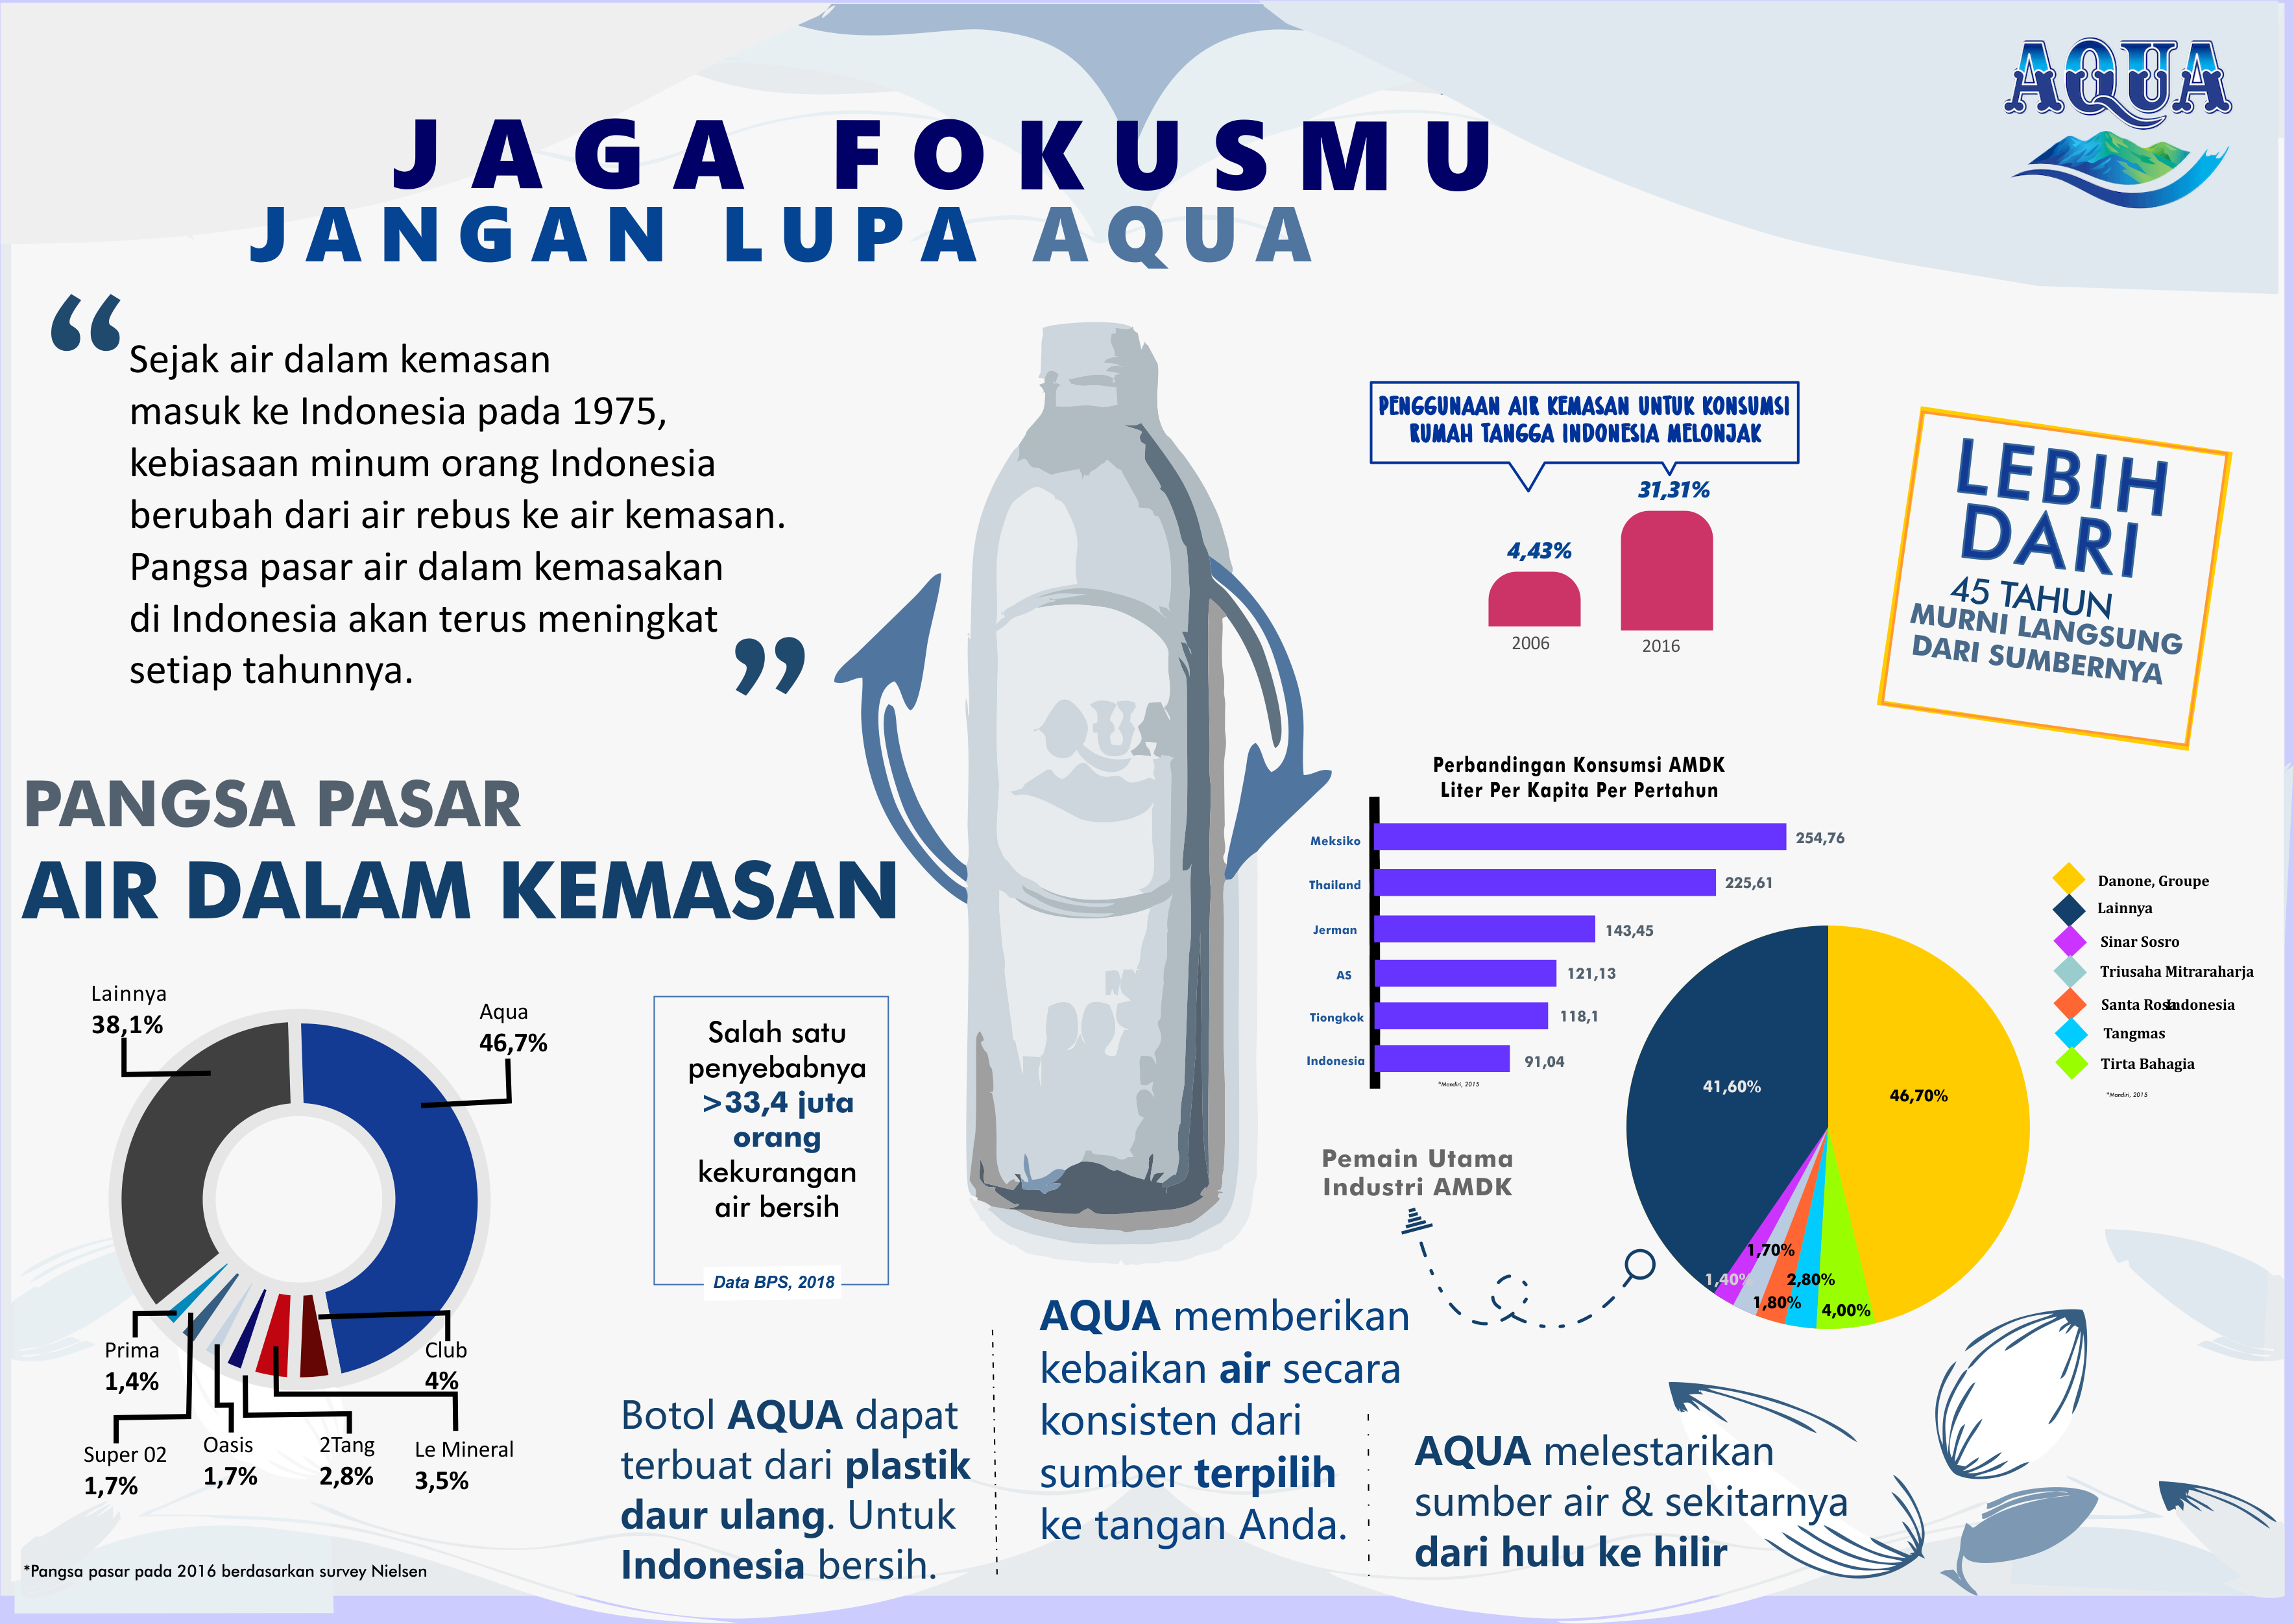 AQUA
JAGA FOKUSMU
JANGAN LUPA AQUA
“
Sejak air dalam kemasan
masuk ke Indonesia pada 1975,
kebiasaan minum orang Indonesia
berubah dari air rebus ke air kemasan.
Pangsa pasar air dalam kemasakan
di Indonesia akan terus meningkat
setiap tahunnya.
”
PENGGUNAAN AIR KEMASAN UNTUK KONSUMSI
RUMAH TANGGA INDONESIA MELONJAK
31,31%
4,43%
2006
2016
LEBIH
DARI
45 TAHUN
MURNI LANGSUNG
DARI SUMBERNYA
PANGSA PASAR
AIR DALAM KEMASAN
Lainnya
38,1%
Aqua
46,7%
Prima
1,4%
Club
4%
Super 02
1,7%
Oasis
1,7%
2Tang
2,8%
Le Mineral
3,5%
*Pangsa pasar pada 2016 berdasarkan survey Nielsen
Salah satu
penyebabnya
>33,4 juta
orang
kekurangan
air bersih
Data BPS, 2018
Perbandingan Konsumsi AMDK
Liter Per Kapita Per Pertahun
Meksiko 254,76
Thailand 225,61
Jerman 143,45
AS 121,13
Tiongkok 118,1
Indonesia 91,04
*Mandiri, 2015
Danone, Groupe
Lainnya
Sinar Sosro
Triusaha Mitraraharja
Santa Rosa Indonesia
Tangmas
Tirta Bahagia
*Mandiri, 2015
41,60%
46,70%
1,70%
1,40%
2,80%
1,80%
4,00%
Pemain Utama
Industri AMDK
Botol AQUA dapat
terbuat dari plastik
daur ulang. Untuk
Indonesia bersih.
AQUA memberikan
kebaikan air secara
konsisten dari
sumber terpilih
ke tangan Anda.
AQUA melestarikan
sumber air & sekitarnya
dari hulu ke hilir